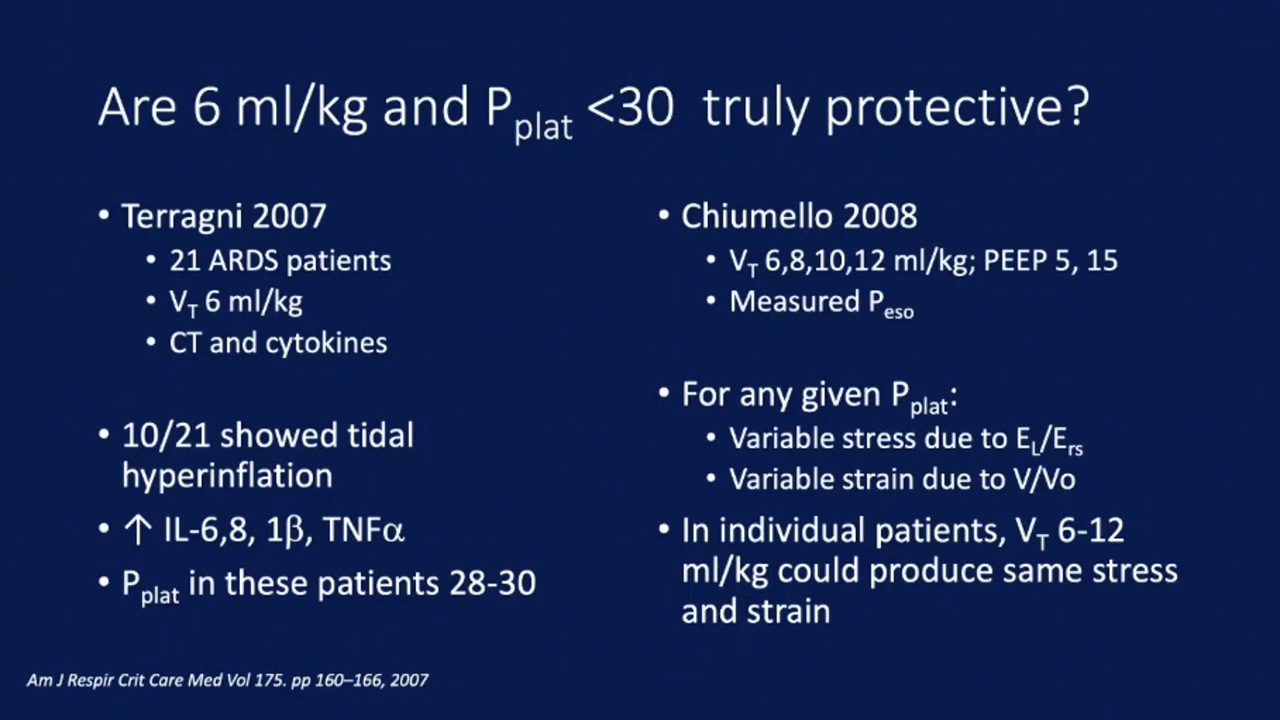 Are 6 ml/kg and Pplat <30 truly protective?
• Terragni 2007
• 21 ARDS patients
• VT 6 ml/kg
• CT and cytokines
• 10/21 showed tidal
hyperinflation
• ↑ IL-6,8, 1β, TNFα
• Pplat in these patients 28-30
• Chiumello 2008
• VT 6,8,10,12 ml/kg; PEEP 5, 15
• Measured Peso
• For any given Pplat:
• Variable stress due to EL/Ers
• Variable strain due to V/Vo
• In individual patients, VT 6-12
ml/kg could produce same stress
and strain
Am J Respir Crit Care Med Vol 175. pp 160–166, 2007